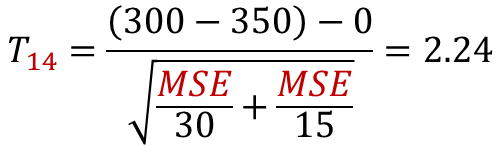 T₁₄ = (300 − 350) − 0 / √(MSE/30 + MSE/15) = 2.24